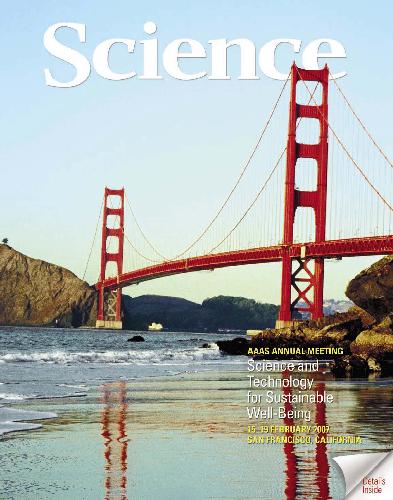 Science
AAAS ANNUAL MEETING
Science and
Technology
for Sustainable
Well-Being
15–19 FEBRUARY 2007
SAN FRANCISCO, CALIFORNIA
Details
Inside